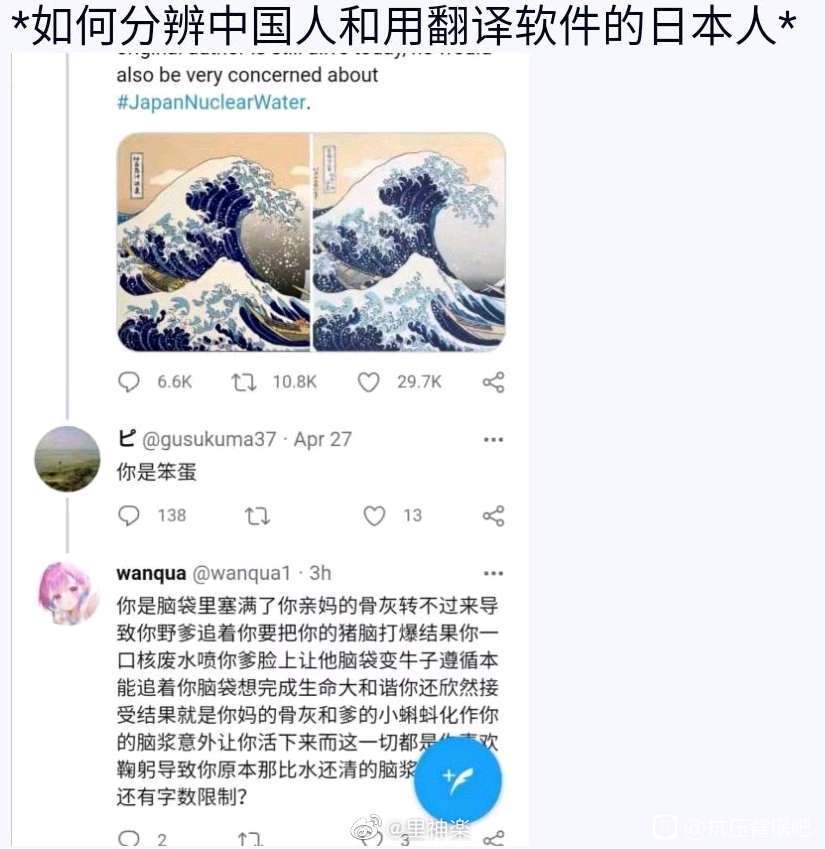 *如何分辨中国人和用翻译软件的日本人*
also be very concerned about
#JapanNuclearWater.
6.6K 10.8K 29.7K
ピ @gusukuma37 · Apr 27
你是笨蛋
138 13
wanqua @wanqua1 · 3h
你是脑袋里塞满了你亲妈的骨灰转不过来导
致你野爹追着你要把你的猪脑打爆结果你一
口核废水喷你爹脸上让他脑袋变牛子遵循本
能追着你脑袋想完成生命大和谐你还欣然接
受结果就是你妈的骨灰和爹的小蝌蚪化作你
的脑浆意外让你活下来而这一切都是你喜欢
鞠躬导致你原本那比水还清的脑浆
还有字数限制?
2 3
@里神楽